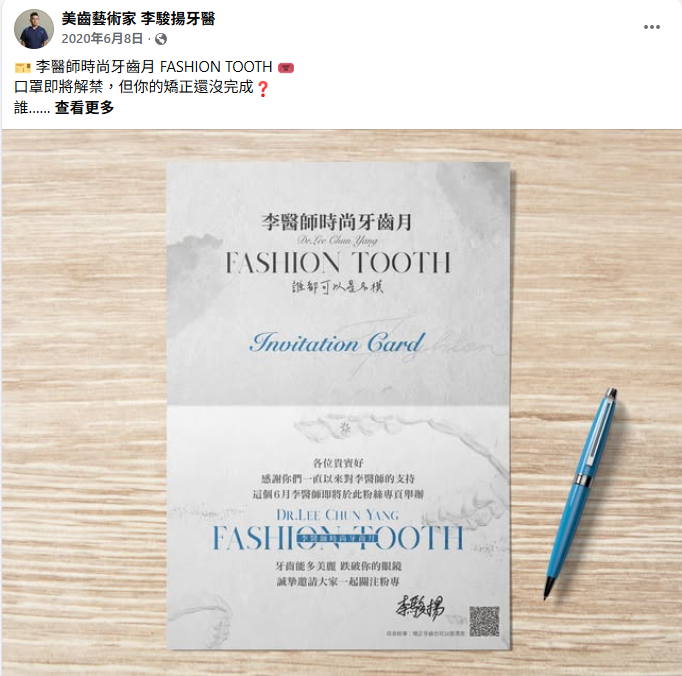 美齒藝術家 李駿揚牙醫
2020年6月8日
🎫 李醫師時尚牙齒月 FASHION TOOTH 🎟️
口罩即將解禁，但你的矯正還沒完成❓
誰...... 查看更多
李醫師時尚牙齒月
Dr.Lee Chun Yang
FASHION TOOTH
誰都可以是名模
Invitation Card
各位貴賓好
感謝你們一直以來對李醫師的支持
這個6月李醫師即將於此粉絲專頁舉辦
DR.LEE CHUN YANG
FASHION TOOTH
李醫師時尚牙齒月
牙齒能多美麗 跌破你的眼鏡
誠摯邀請大家一起關注粉專
李駿揚